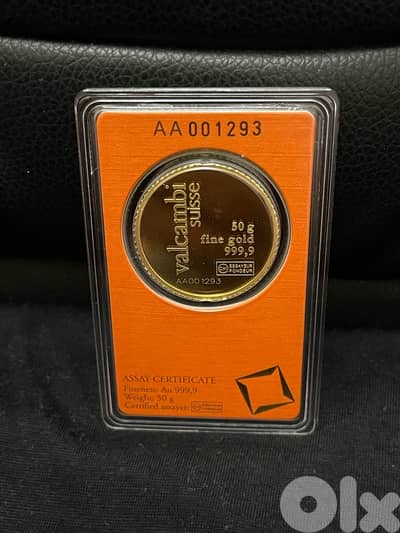 AA 001293
valcambi
suisse
50 g
fine gold
999,9
ESSAYEUR
FONDEUR
AA001293
ASSAY CERTIFICATE
Fineness: Au 999,9
Weight: 50 g
Certified assayer:
Olx